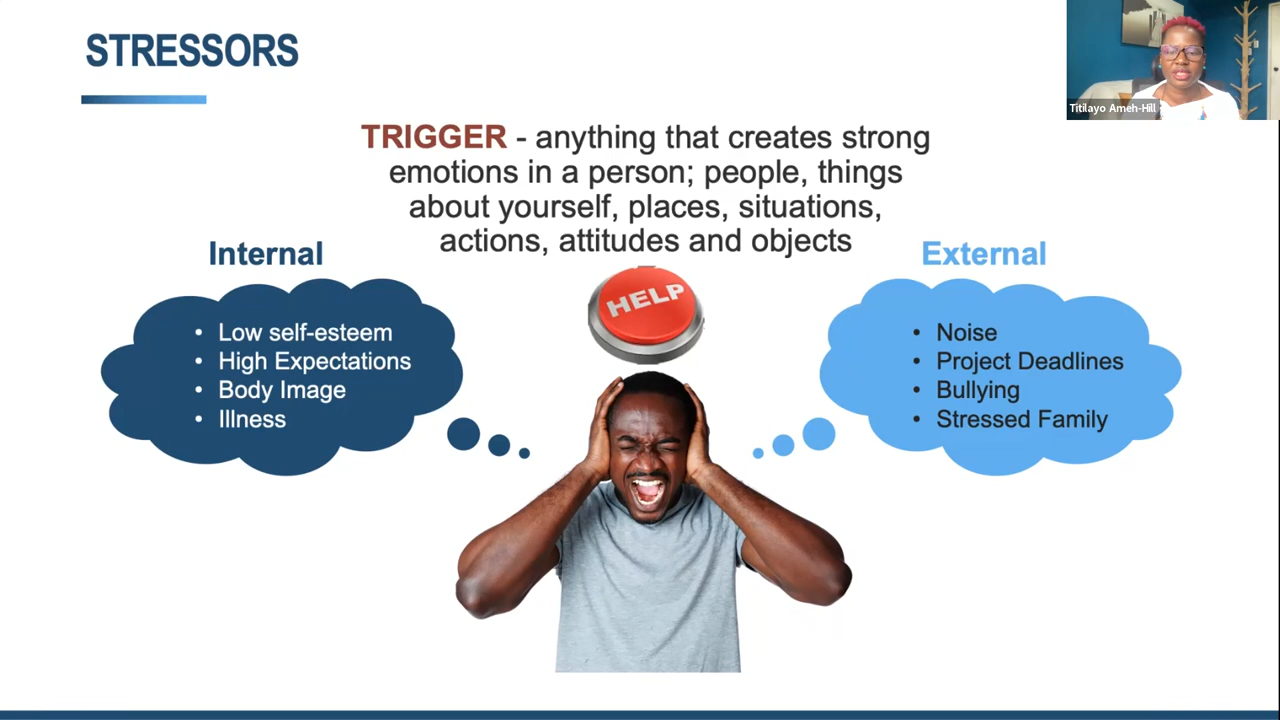 STRESSORS
Titilayo Ameh-Hill
TRIGGER - anything that creates strong
emotions in a person; people, things
about yourself, places, situations,
actions, attitudes and objects
Internal
• Low self-esteem
• High Expectations
• Body Image
• Illness
HELP
External
• Noise
• Project Deadlines
• Bullying
• Stressed Family